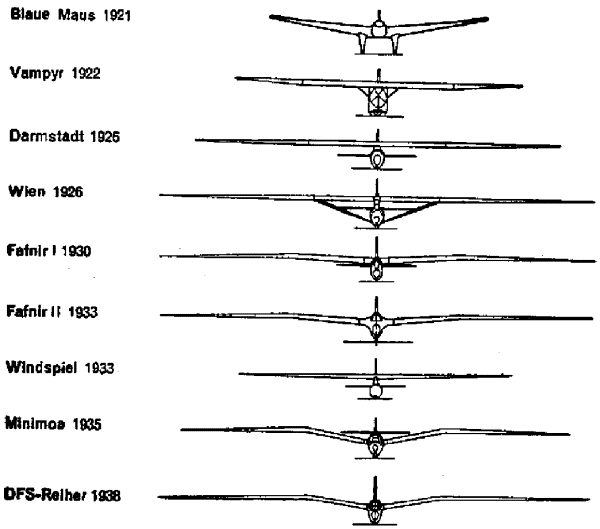 Blaue Maus 1921
Vampyr 1922
Darmstadt 1925
Wien 1926
Fafnir I 1930
Fafnir II 1933
Windspiel 1933
Minimoa 1935
DFS-Reiher 1938